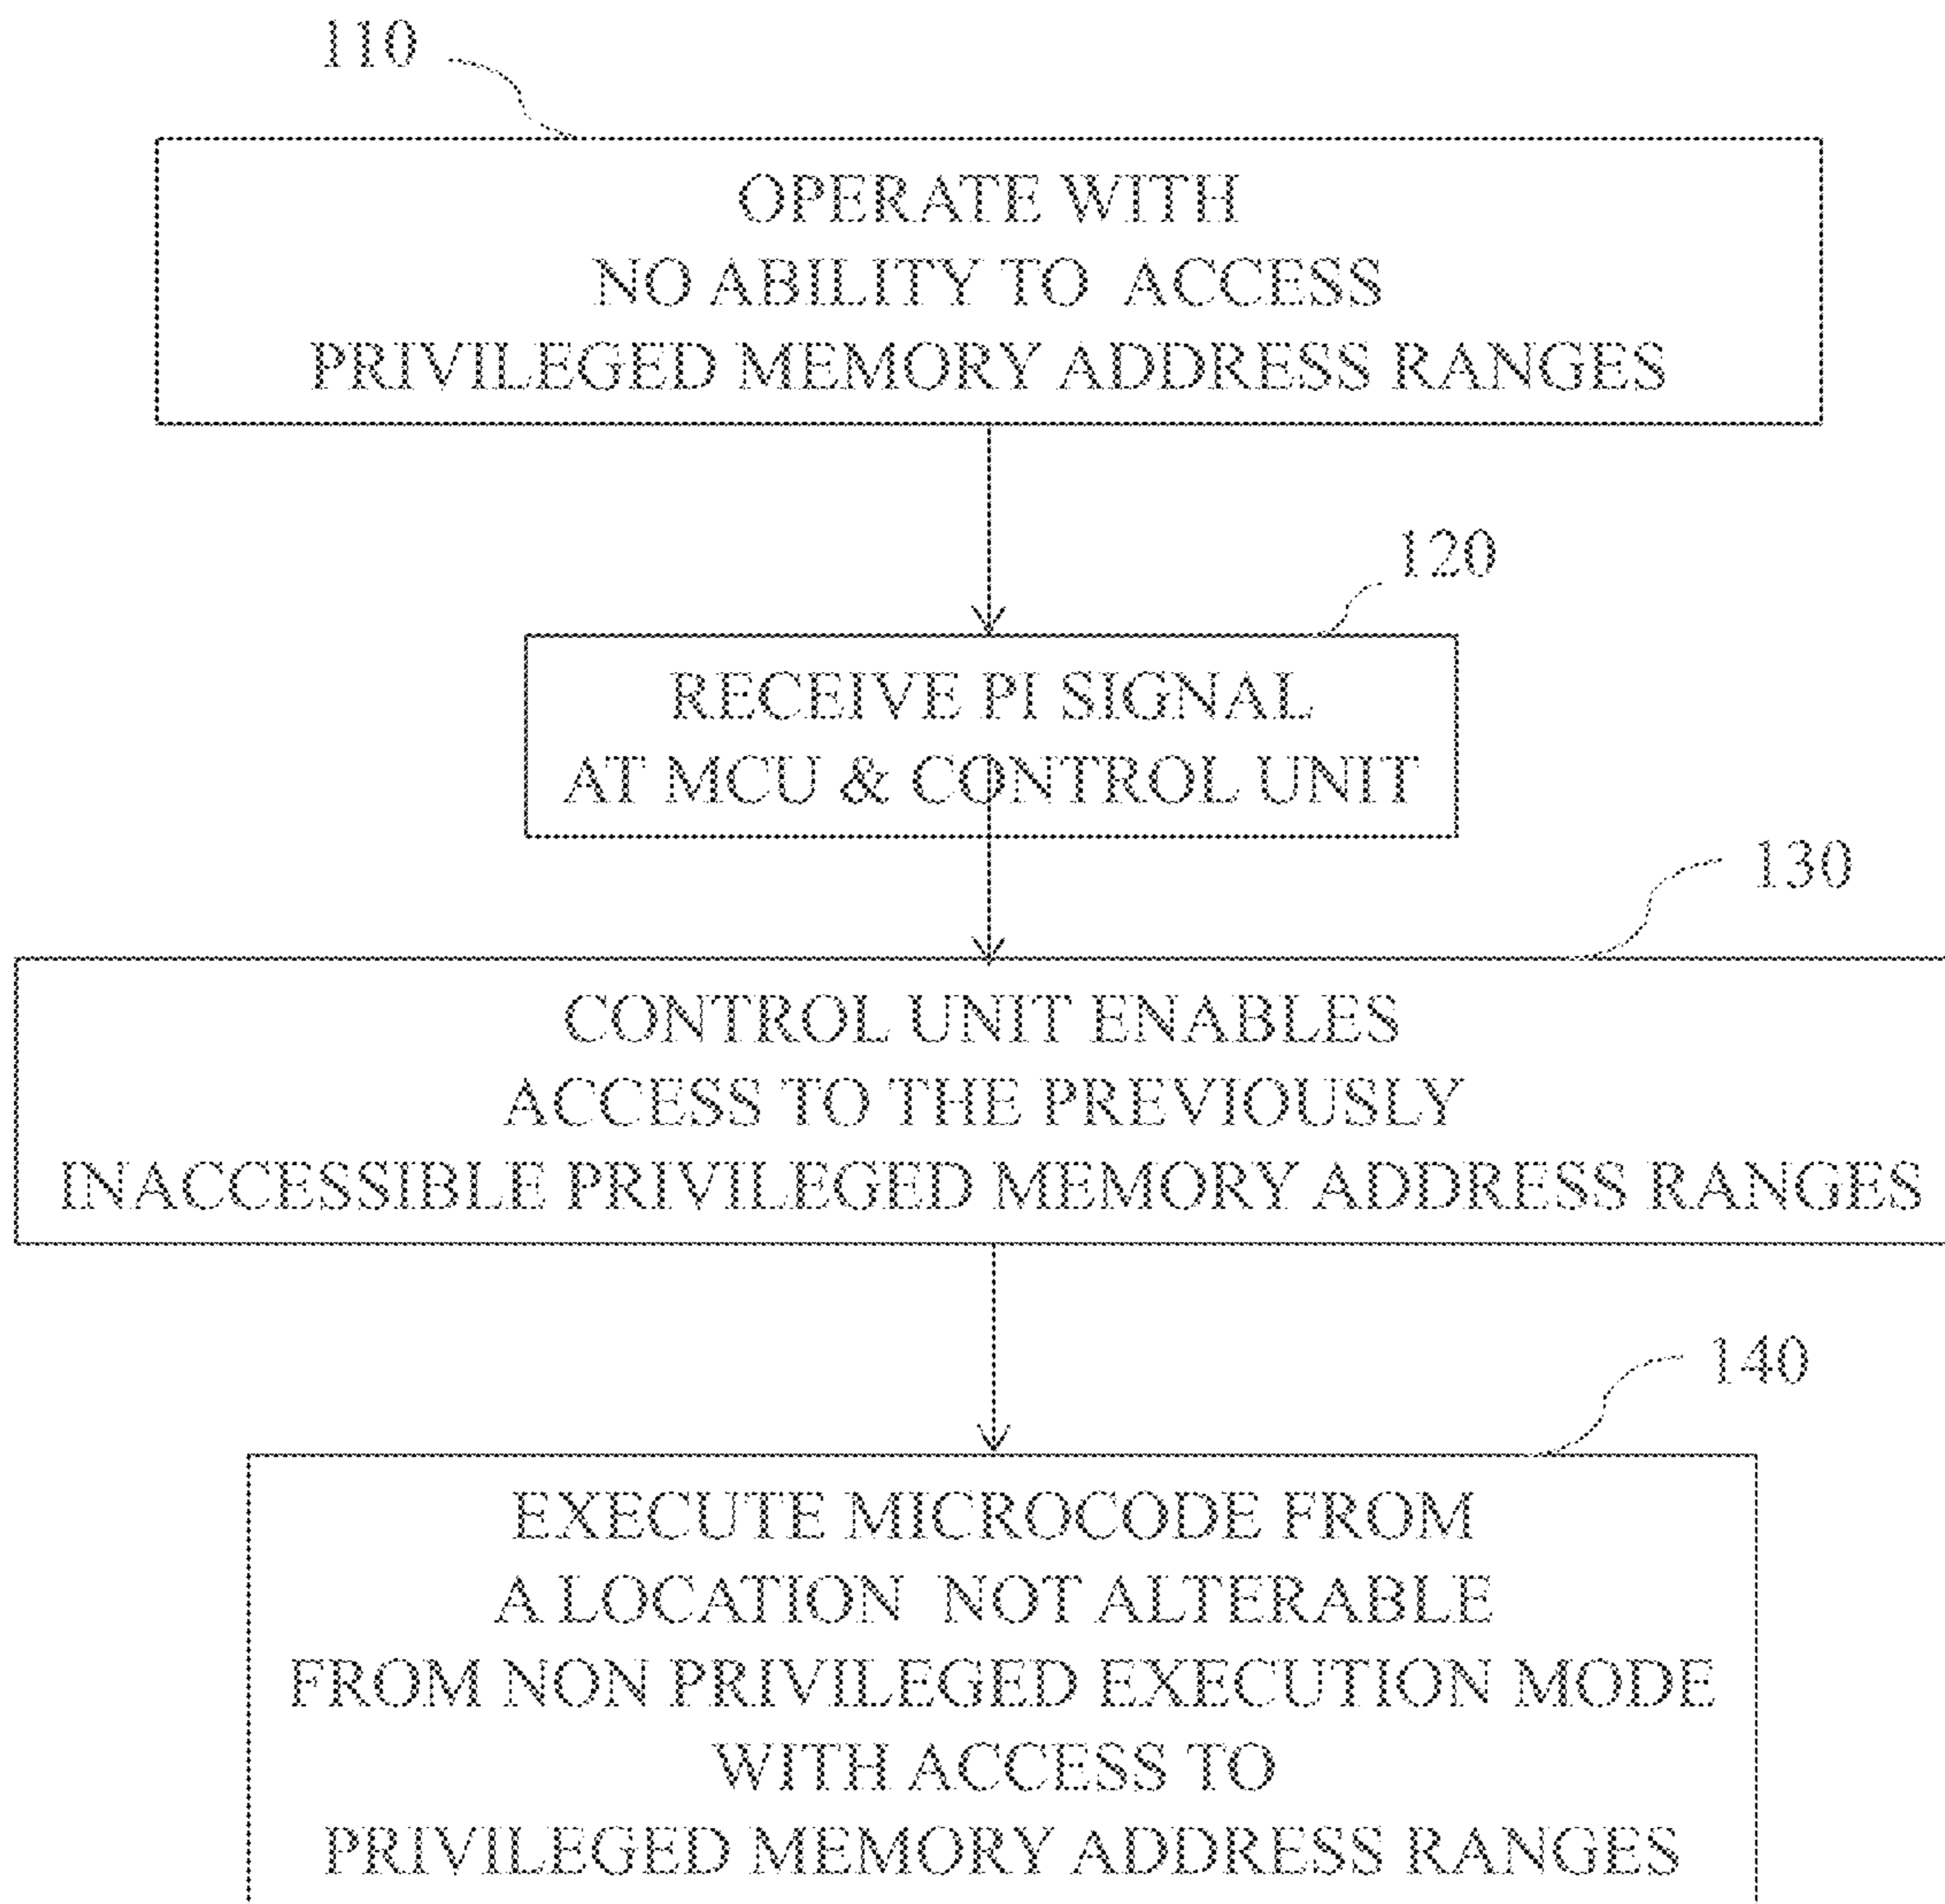 110
OPERATE WITH
NO ABILITY TO ACCESS
PRIVILEGED MEMORY ADDRESS RANGES
120
RECEIVE PI SIGNAL
AT MCU & CONTROL UNIT
130
CONTROL UNIT ENABLES
ACCESS TO THE PREVIOUSLY
INACCESSIBLE PRIVILEGED MEMORY ADDRESS RANGES
140
EXECUTE MICROCODE FROM
A LOCATION NOT ALTERABLE
FROM NON PRIVILEGED EXECUTION MODE
WITH ACCESS TO
PRIVILEGED MEMORY ADDRESS RANGES